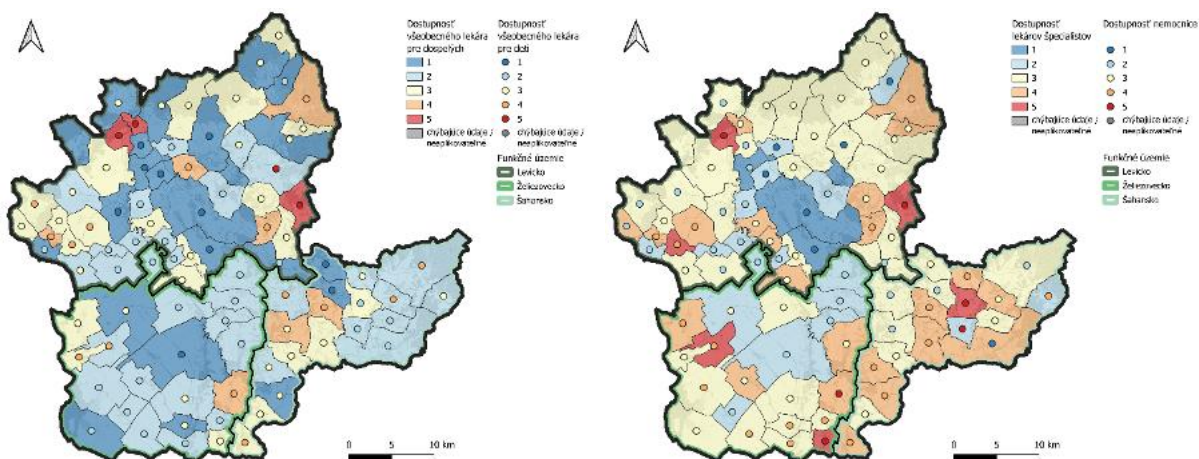 Dostupnosť
všeobecného lekára
pre dospelých
1
2
3
4
5
chýbajúce údaje /
neaplikovateľné
Dostupnosť
všeobecného lekára
pre deti
1
2
3
4
5
chýbajúce údaje /
neaplikovateľné
Funkčné územie
Levicko
Želiezovecko
Šahansko
0 5 10 km
Dostupnosť
lekárov špecialistov
1
2
3
4
5
chýbajúce údaje /
neaplikovateľné
Dostupnosť nemocnice
1
2
3
4
5
chýbajúce údaje /
neaplikovateľné
Funkčné územie
Levicko
Želiezovecko
Šahansko
0 5 10 km